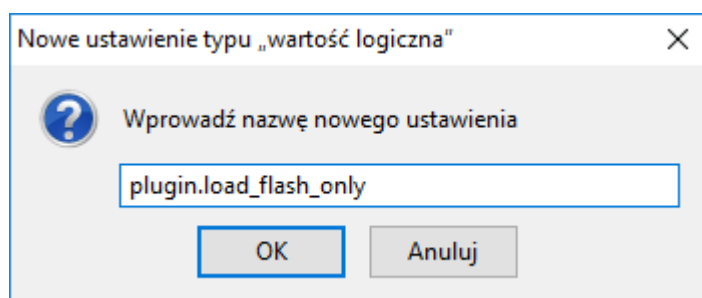 Nowe ustawienie typu „wartość logiczna”
Wprowadź nazwę nowego ustawienia
plugin.load_flash_only
OK
Anuluj